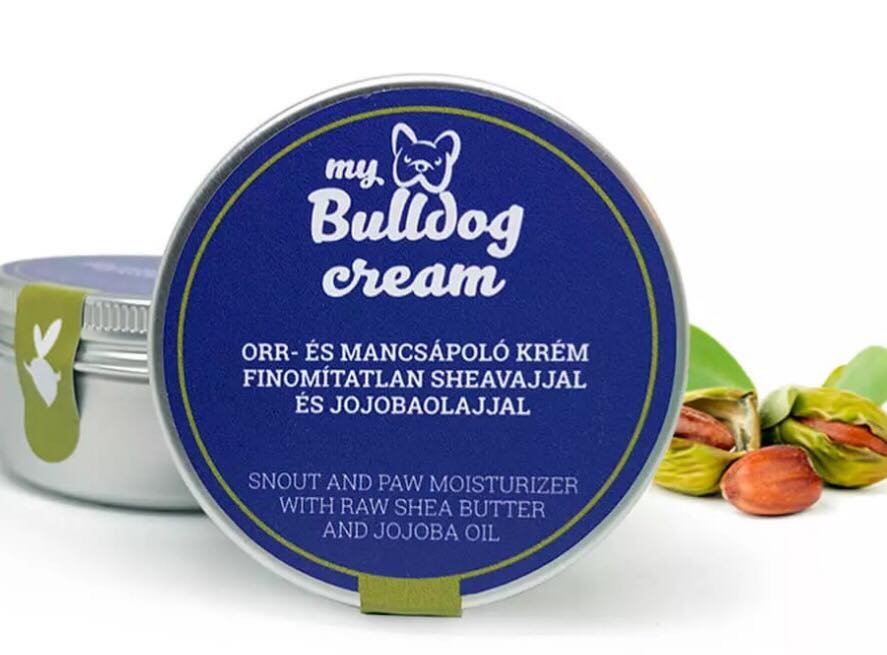 my
Bulldog
cream
ORR- ÉS MANCSÁPOLÓ KRÉM
FINOMÍTATLAN SHEAVAJJAL
ÉS JOJOBAOLAJJAL
SNOUT AND PAW MOISTURIZER
WITH RAW SHEA BUTTER
AND JOJOBA OIL